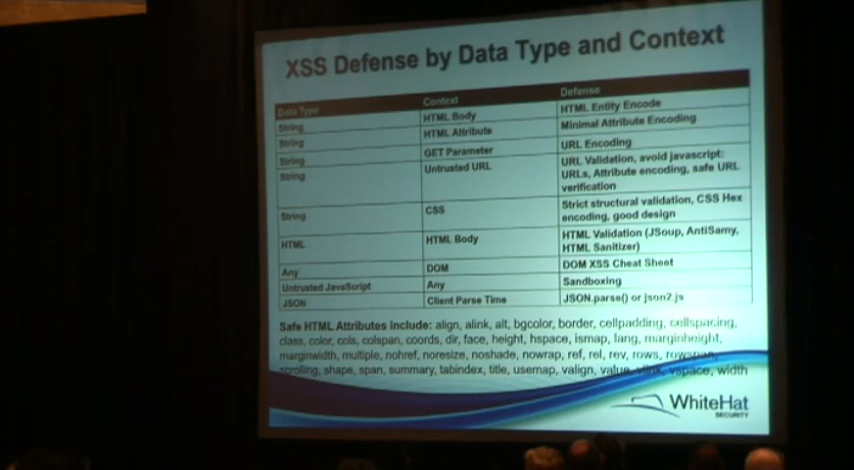 XSS Defense by Data Type and Context
Data Type Context Defense
String HTML Body HTML Entity Encode
String HTML Attribute Minimal Attribute Encoding
String GET Parameter URL Encoding
String Untrusted URL URL Validation, avoid javascript:
URLs, Attribute encoding, safe URL
verification
String CSS Strict structural validation, CSS Hex
encoding, good design
HTML HTML Body HTML Validation (JSoup, AntiSamy,
HTML Sanitizer)
Any DOM DOM XSS Cheat Sheet
Untrusted JavaScript Any Sandboxing
JSON Client Parse Time JSON.parse() or json2.js
Safe HTML Attributes include: align, alink, alt, bgcolor, border, cellpadding, cellspacing,
class, color, cols, colspan, coords, dir, face, height, hspace, ismap, lang, marginheight,
marginwidth, multiple, nohref, noresize, noshade, nowrap, ref, rel, rev, rows, rowspan,
scrolling, shape, span, summary, tabindex, title, usemap, valign, value, vlink, vspace, width
WhiteHat
SECURITY